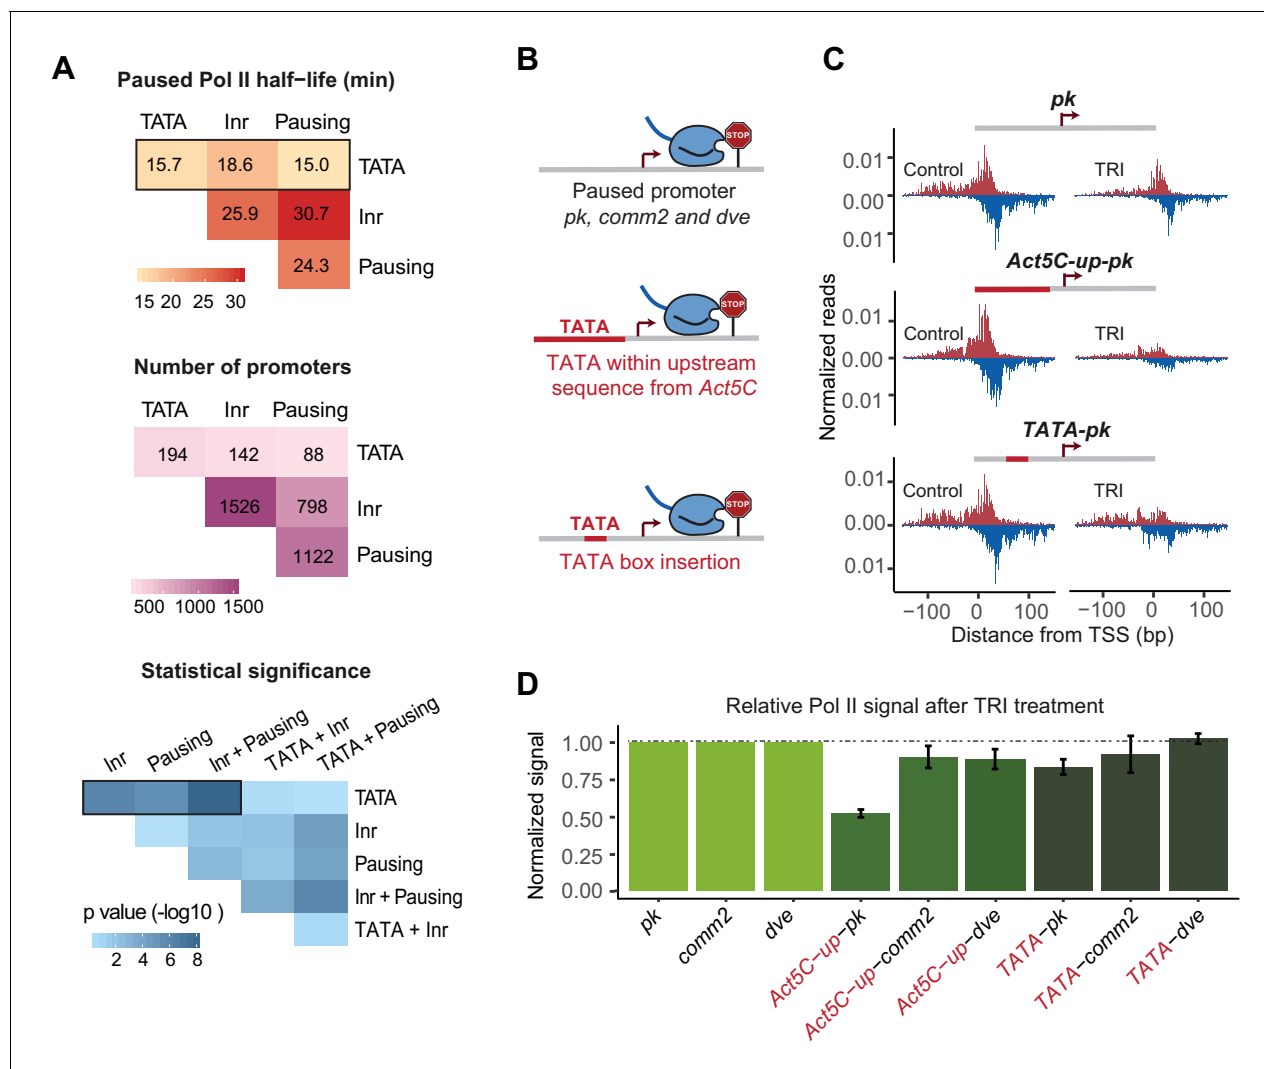 A
Paused Pol II half−life (min)
TATA Inr Pausing
15.7 18.6 15.0 TATA
25.9 30.7 Inr
24.3 Pausing
15 20 25 30
Number of promoters
TATA Inr Pausing
194 142 88 TATA
1526 798 Inr
1122 Pausing
500 1000 1500
Statistical significance
Inr
Pausing
Inr + Pausing
TATA + Inr
TATA + Pausing
TATA
Inr
Pausing
Inr + Pausing
TATA + Inr
p value (-log10 )
2 4 6 8
B
STOP
Paused promoter
pk, comm2 and dve
STOP
TATA
TATA within upstream
sequence from Act5C
STOP
TATA
TATA box insertion
C
Normalized reads
pk
0.01
0.00
0.01
Control TRI
Act5C-up-pk
0.01
0.00
0.01
Control TRI
TATA-pk
0.01
0.00
0.01
Control TRI
−100 0 100 −100 0 100
Distance from TSS (bp)
D
Relative Pol II signal after TRI treatment
Normalized signal
1.00
0.75
0.50
0.25
0.00
pk
comm2
dve
Act5C−up−pk
Act5C−up−comm2
Act5C−up−dve
TATA−pk
TATA−comm2
TATA−dve